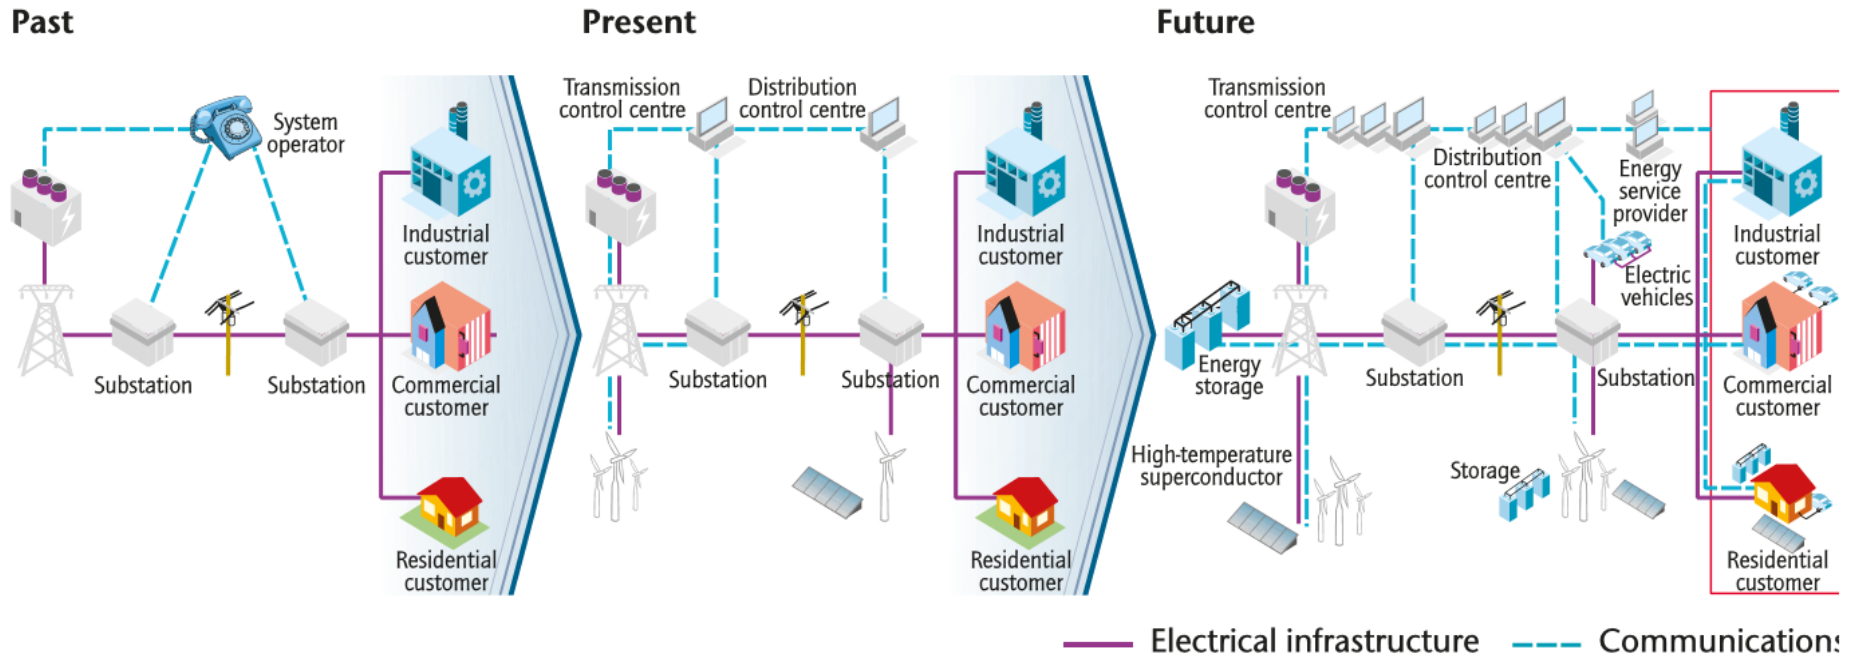 Past
System
operator
Substation
Substation
Industrial
customer
Commercial
customer
Residential
customer
Present
Transmission
control centre
Distribution
control centre
Substation
Substation
Industrial
customer
Commercial
customer
Residential
customer
Future
Transmission
control centre
Distribution
control centre
Energy
service
provider
Electric
vehicles
Energy
storage
Substation
Substation
High-temperature
superconductor
Storage
Industrial
customer
Commercial
customer
Residential
customer
Electrical infrastructure
Communications